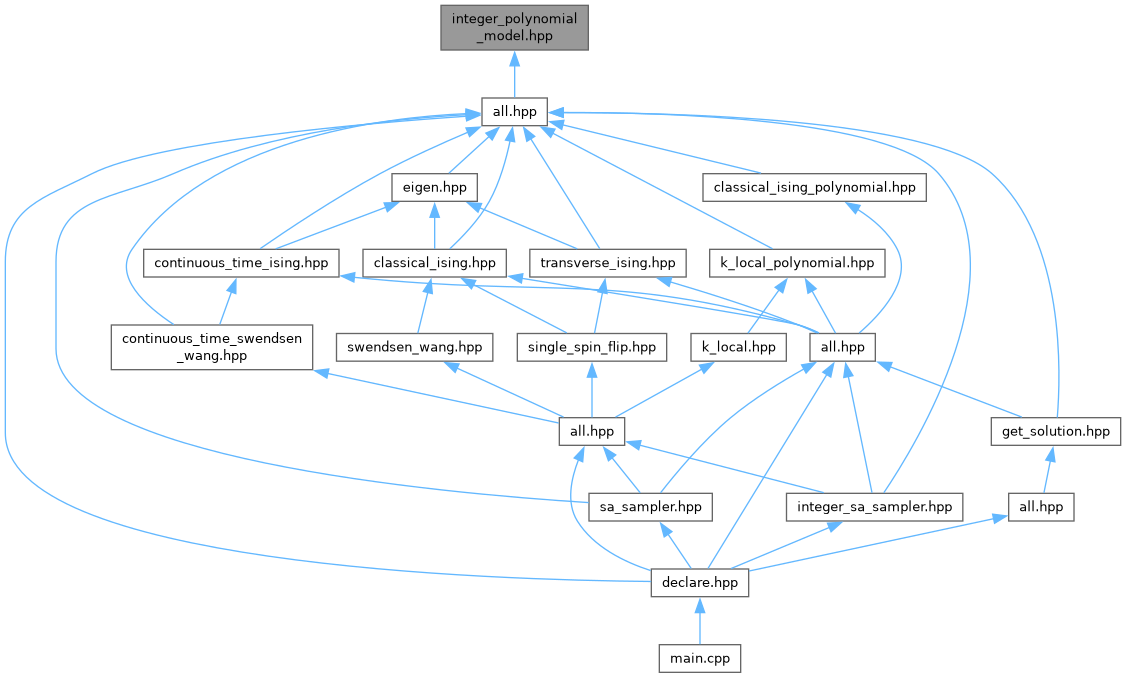 integer_polynomial
_model.hpp
all.hpp
eigen.hpp
classical_ising_polynomial.hpp
continuous_time_ising.hpp
classical_ising.hpp
transverse_ising.hpp
k_local_polynomial.hpp
continuous_time_swendsen
_wang.hpp
swendsen_wang.hpp
single_spin_flip.hpp
k_local.hpp
all.hpp
all.hpp
get_solution.hpp
sa_sampler.hpp
integer_sa_sampler.hpp
all.hpp
declare.hpp
main.cpp